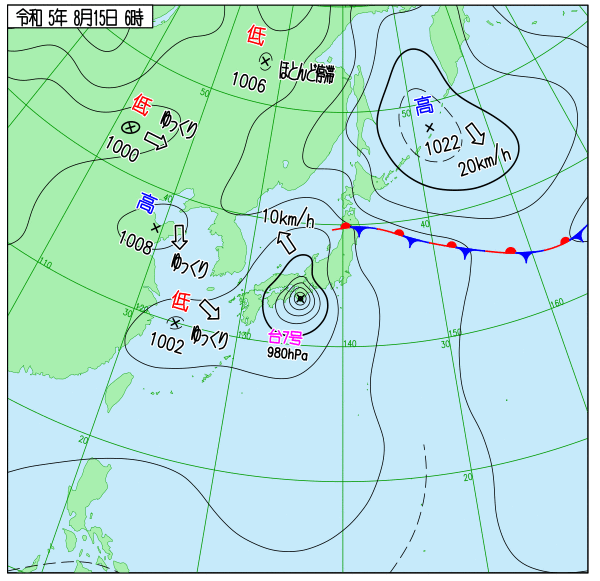 令和 5年 8月15日 6時
低
1006
ほとんど停滞
50
低
ゆっくり
1000
高
1022
50
20km/h
40
高
1008
ゆっくり
10km/h
40
110
低
1002
ゆっくり
30
120
130
台7号
980hPa
140
30
150
160
20
20